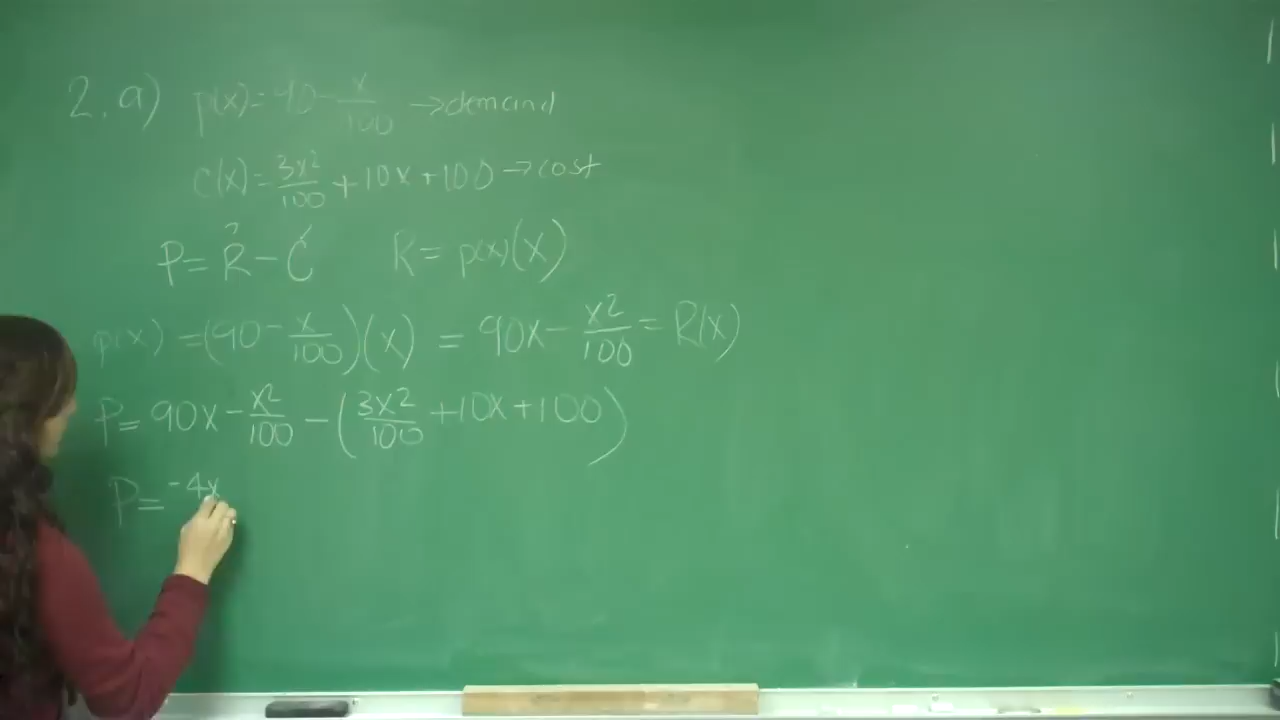 2. a) p(x) = 90 - x/100 → demand
C(x) = 3x²/100 + 10x + 100 → cost
P = R - C R = p(x)(x)
p(x) = (90 - x/100)(x) = 90x - x²/100 = R(x)
P = 90x - x²/100 - (3x²/100 + 10x + 100)
P = -4x